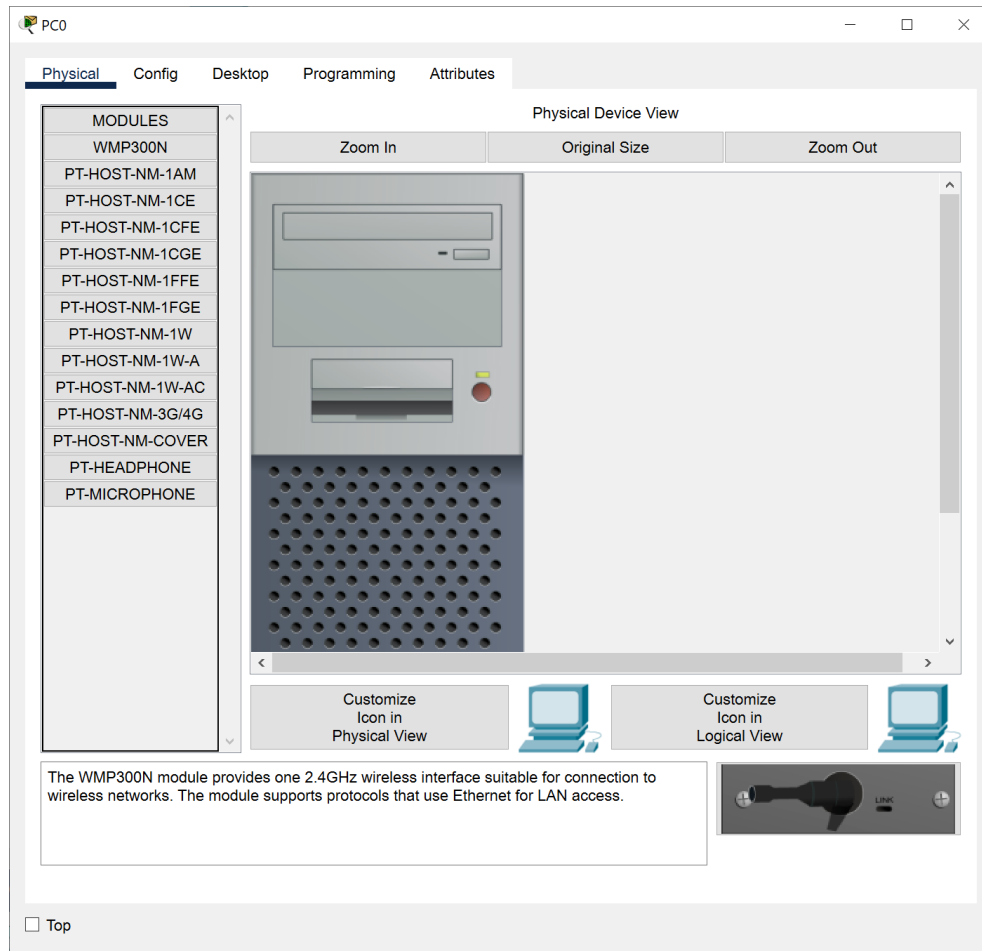 PC0
Physical Config Desktop Programming Attributes
MODULES
WMP300N
PT-HOST-NM-1AM
PT-HOST-NM-1CE
PT-HOST-NM-1CFE
PT-HOST-NM-1CGE
PT-HOST-NM-1FFE
PT-HOST-NM-1FGE
PT-HOST-NM-1W
PT-HOST-NM-1W-A
PT-HOST-NM-1W-AC
PT-HOST-NM-3G/4G
PT-HOST-NM-COVER
PT-HEADPHONE
PT-MICROPHONE
Physical Device View
Zoom In Original Size Zoom Out
Customize
Icon in
Physical View
Customize
Icon in
Logical View
The WMP300N module provides one 2.4GHz wireless interface suitable for connection to
wireless networks. The module supports protocols that use Ethernet for LAN access.
LINK
Top